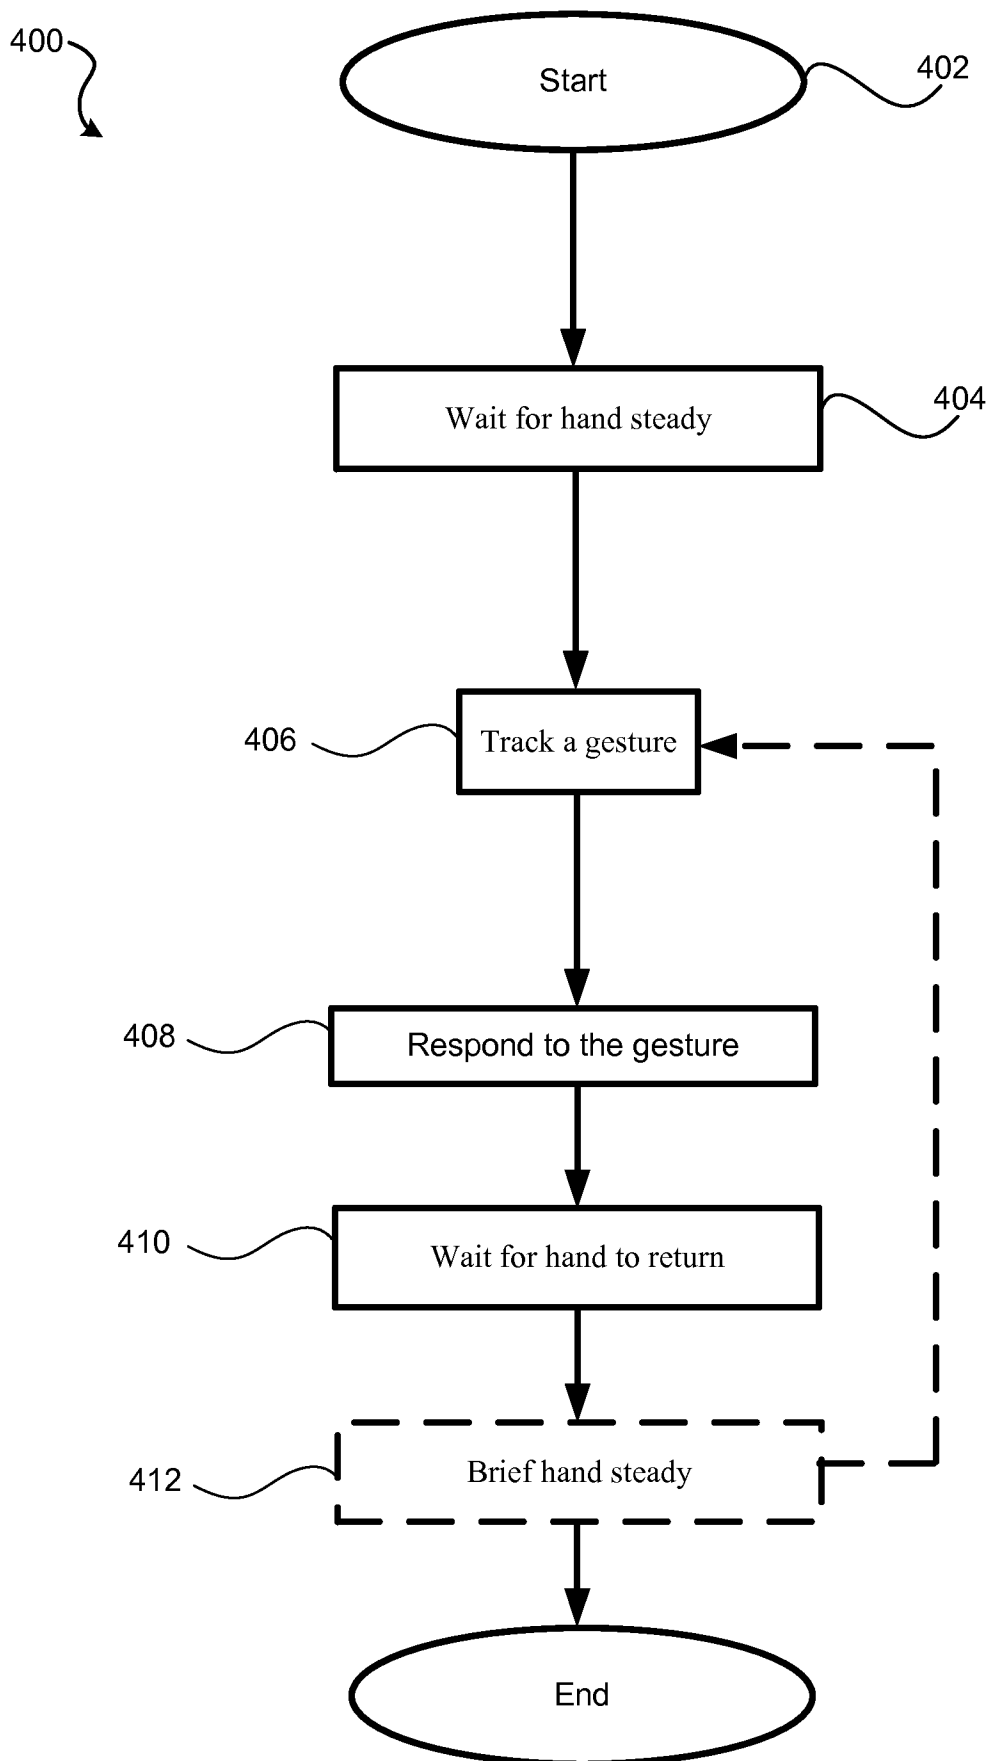 400
Start
402
Wait for hand steady
404
406
Track a gesture
408
Respond to the gesture
410
Wait for hand to return
412
Brief hand steady
End